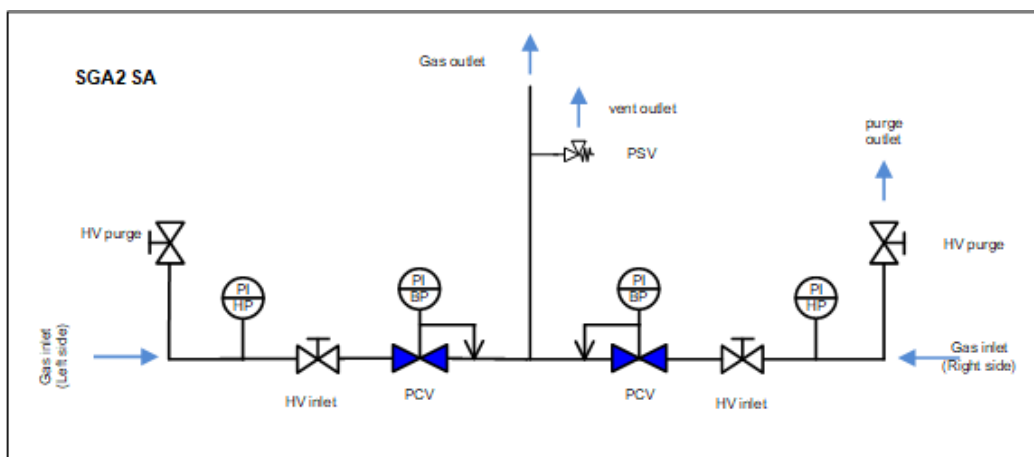 SGA2 SA
Gas outlet
vent outlet
PSV
purge
outlet
HV purge
HV purge
PI
HP
PI
BP
PI
BP
PI
HP
Gas inlet
(Left side)
Gas inlet
(Right side)
HV inlet
PCV
PCV
HV inlet